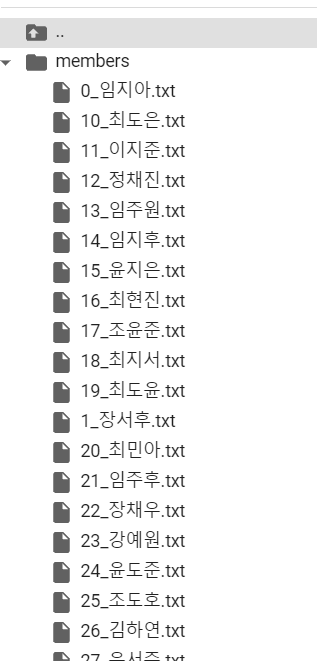 ..
members
0_임지아.txt
10_최도은.txt
11_이지준.txt
12_정채진.txt
13_임주원.txt
14_임지후.txt
15_윤지은.txt
16_최현진.txt
17_조윤준.txt
18_최지서.txt
19_최도윤.txt
1_장서후.txt
20_최민아.txt
21_임주후.txt
22_장채우.txt
23_강예원.txt
24_윤도준.txt
25_조도호.txt
26_김하연.txt